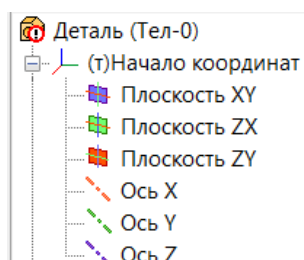 Деталь (Тел-0)
(т)Начало координат
Плоскость XY
Плоскость ZX
Плоскость ZY
Ось X
Ось Y
Ось Z